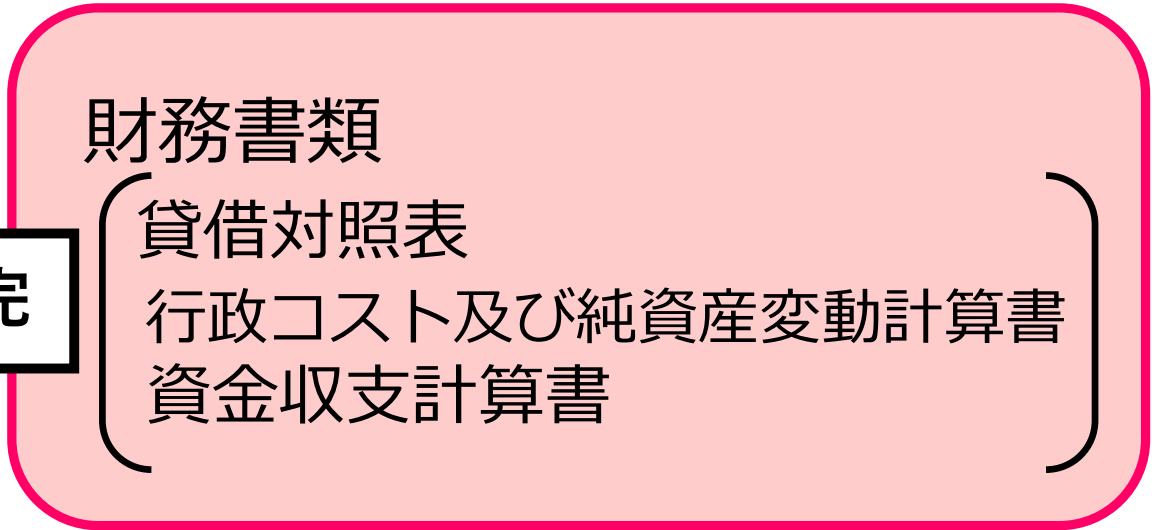 財務書類
貸借対照表
行政コスト及び純資産変動計算書
資金収支計算書